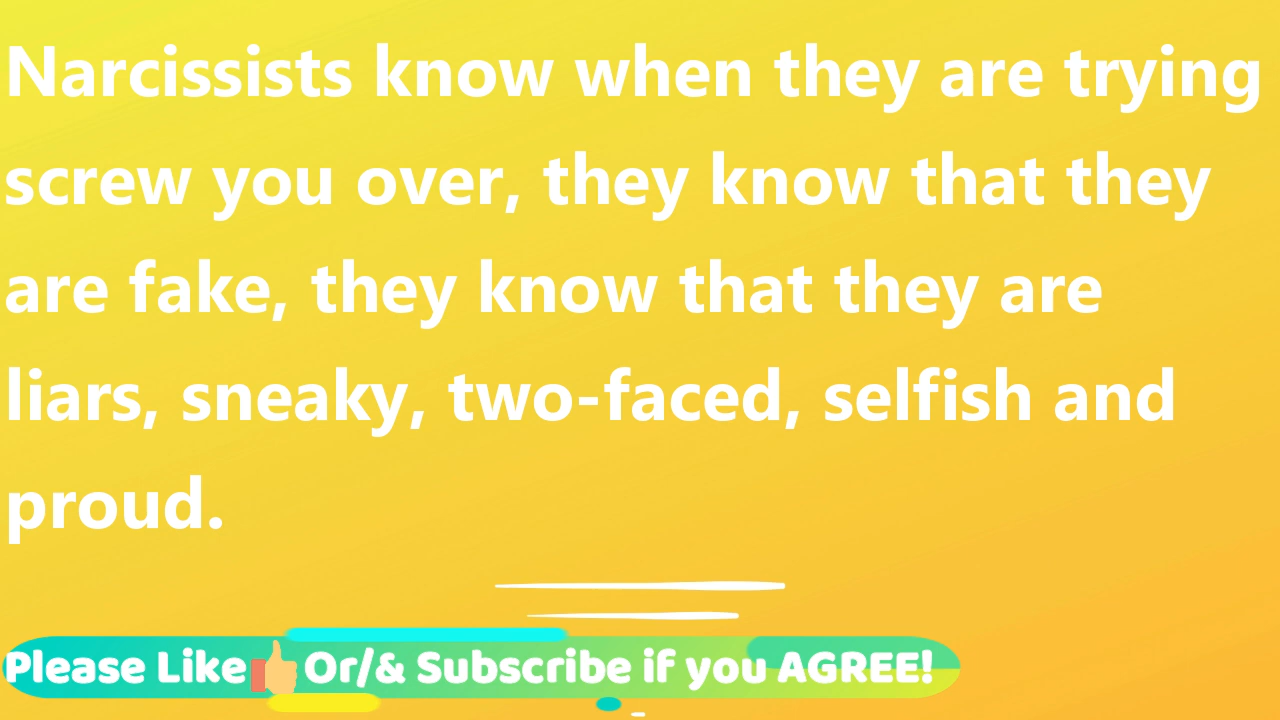 Narcissists know when they are trying
screw you over, they know that they
are fake, they know that they are
liars, sneaky, two-faced, selfish and
proud.
Please Like Or/& Subscribe if you AGREE!